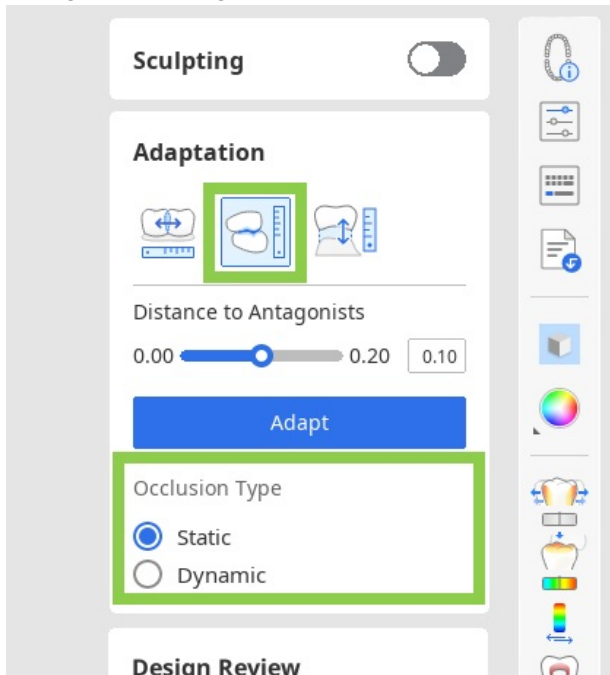 Sculpting
Adaptation
Distance to Antagonists
0.00 0.20 0.10
Adapt
Occlusion Type
Static
Dynamic
Design Review